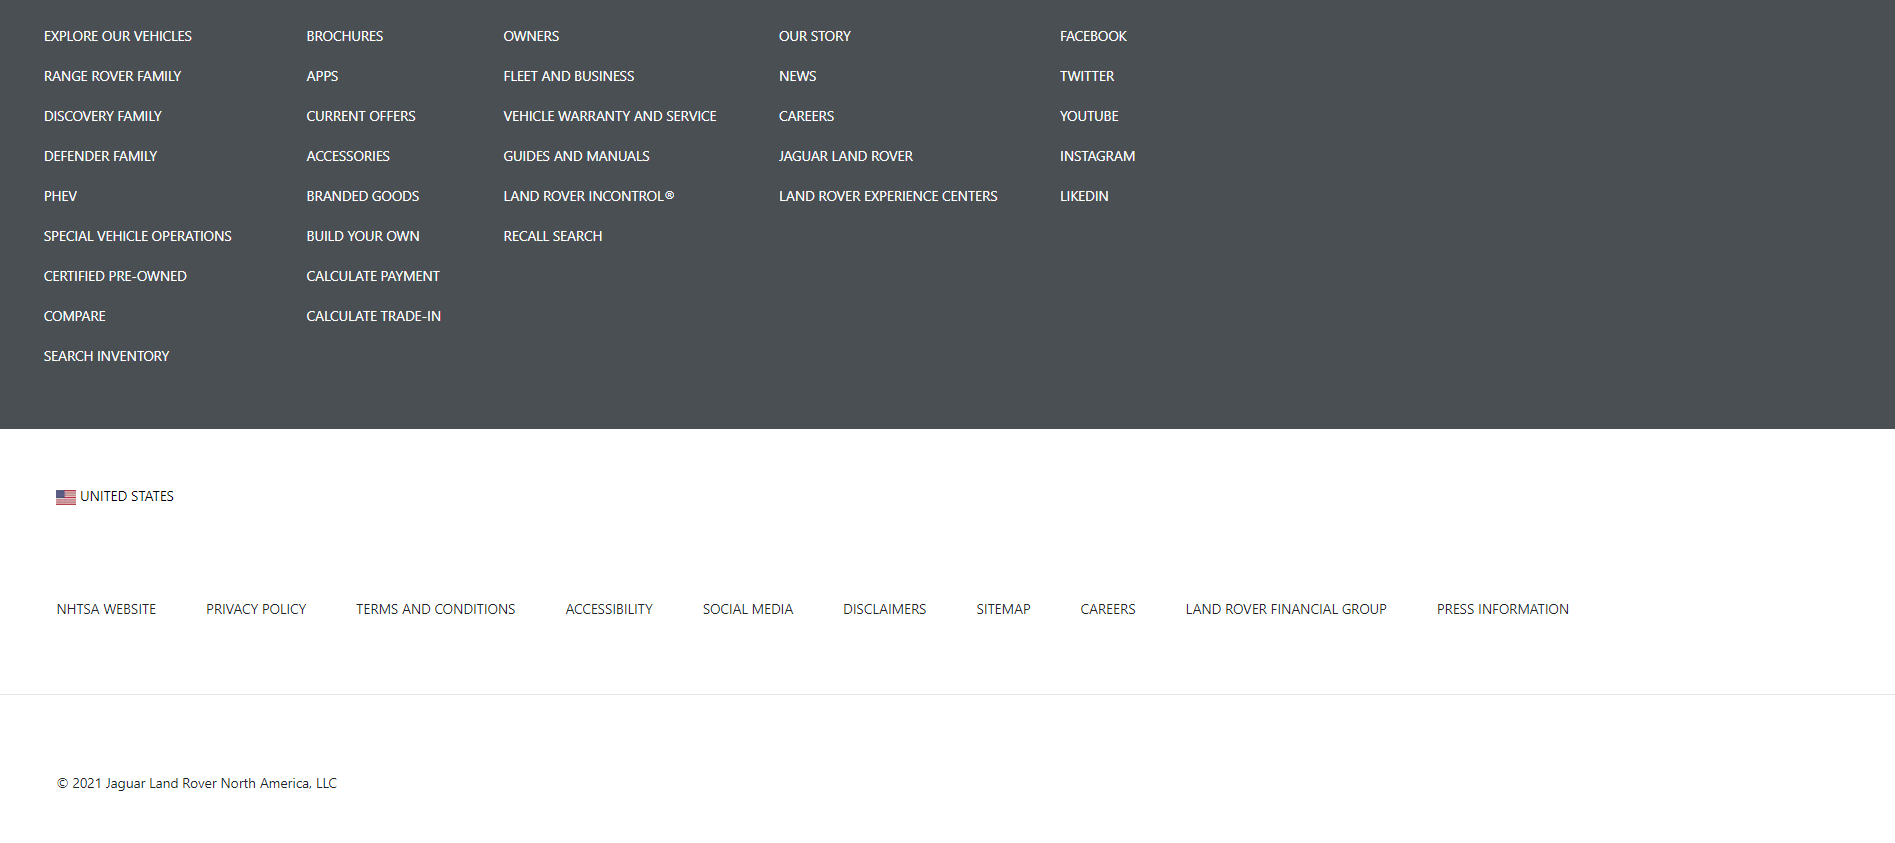 EXPLORE OUR VEHICLES
RANGE ROVER FAMILY
DISCOVERY FAMILY
DEFENDER FAMILY
PHEV
SPECIAL VEHICLE OPERATIONS
CERTIFIED PRE-OWNED
COMPARE
SEARCH INVENTORY
BROCHURES
APPS
CURRENT OFFERS
ACCESSORIES
BRANDED GOODS
BUILD YOUR OWN
CALCULATE PAYMENT
CALCULATE TRADE-IN
OWNERS
FLEET AND BUSINESS
VEHICLE WARRANTY AND SERVICE
GUIDES AND MANUALS
LAND ROVER INCONTROL®
RECALL SEARCH
OUR STORY
NEWS
CAREERS
JAGUAR LAND ROVER
LAND ROVER EXPERIENCE CENTERS
FACEBOOK
TWITTER
YOUTUBE
INSTAGRAM
LIKEDIN
UNITED STATES
NHTSA WEBSITE PRIVACY POLICY TERMS AND CONDITIONS ACCESSIBILITY SOCIAL MEDIA DISCLAIMERS SITEMAP CAREERS LAND ROVER FINANCIAL GROUP PRESS INFORMATION
© 2021 Jaguar Land Rover North America, LLC